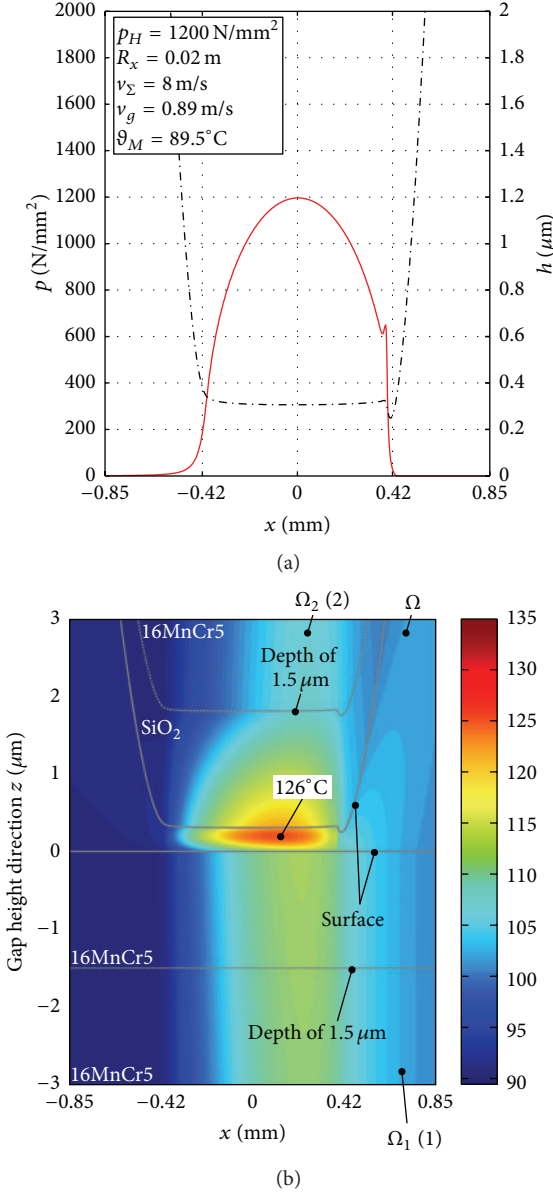 2000
1800
1600
1400
1200
1000
800
600
400
200
0
p (N/mm²)
p_H = 1200 N/mm²
R_x = 0.02 m
v_Σ = 8 m/s
v_g = 0.89 m/s
ϑ_M = 89.5°C
2
1.8
1.6
1.4
1.2
1
0.8
0.6
0.4
0.2
0
h (μm)
−0.85 −0.42 0 0.42 0.85
x (mm)
(a)
Ω₂ (2) Ω
3
2
1
0
−1
−2
−3
Gap height direction z (μm)
16MnCr5
Depth of
1.5 μm
SiO₂
126°C
Surface
16MnCr5
Depth of 1.5 μm
16MnCr5
135
130
125
120
115
110
105
100
95
90
−0.85 −0.42 0 0.42 0.85
x (mm)
Ω₁ (1)
(b)